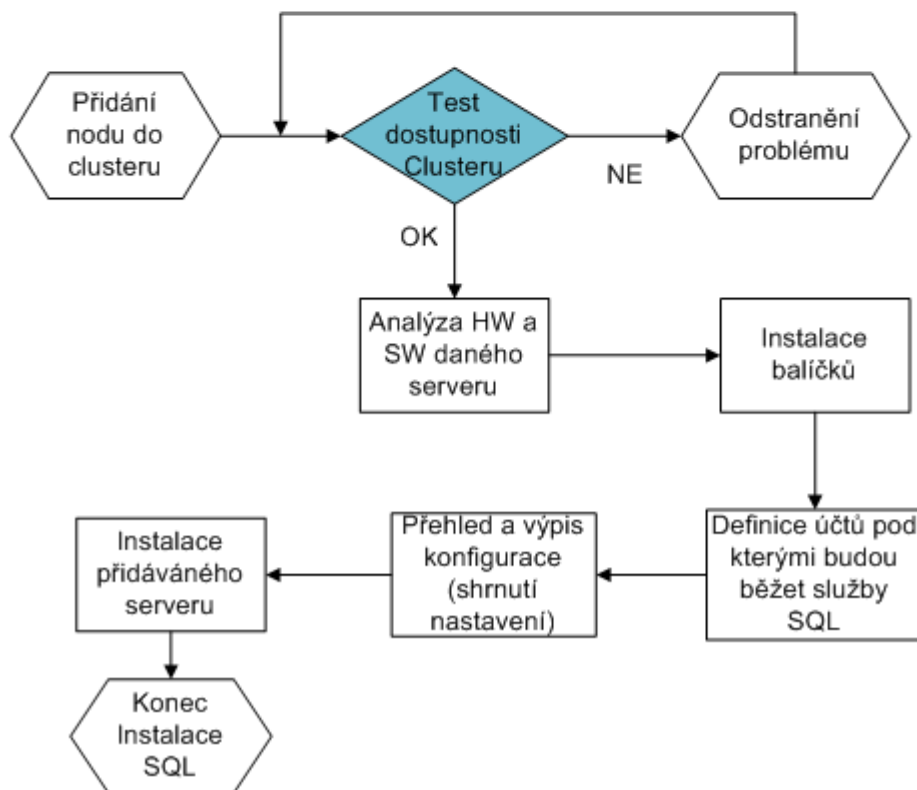 Přidání
nodu do
clusteru
Test
dostupnosti
Clusteru
NE
Odstranění
problému
OK
Analýza HW a
SW daného
serveru
Instalace
balíčků
Instalace
přidáváného
serveru
Přehled a výpis
konfigurace
(shrnutí
nastavení)
Definice účtů pod
kterými budou
běžet služby
SQL
Konec
Instalace
SQL